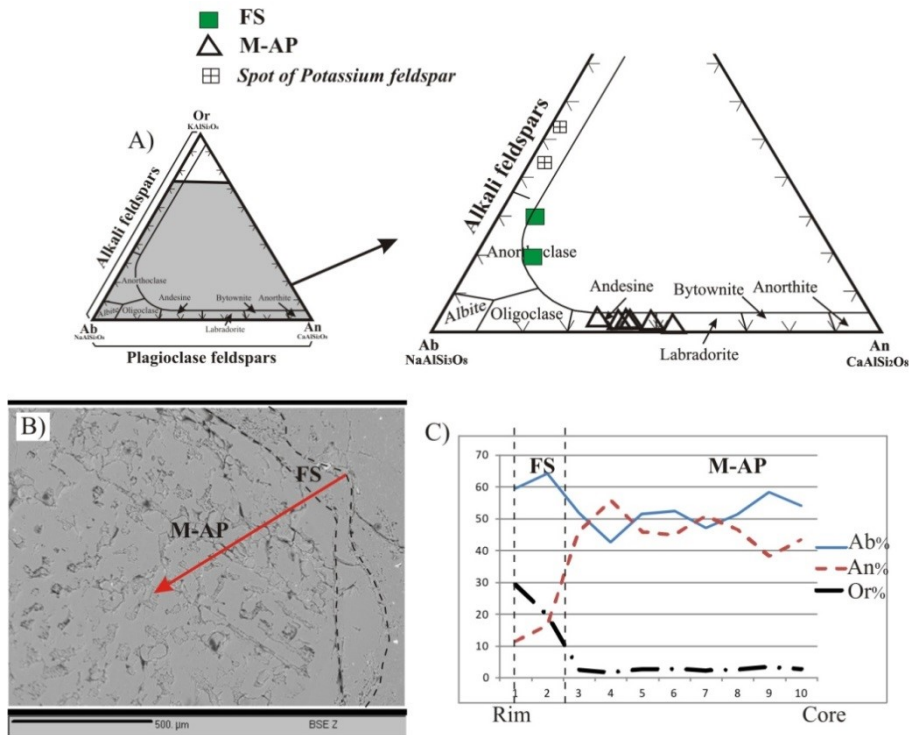 FS
M-AP
Spot of Potassium feldspar
A)
Or
KAlSi3O8
Alkali feldspars
Anorthoclase
Albite
Oligoclase
Andesine
Bytownite
Anorthite
Labradorite
Ab
NaAlSi3O8
An
CaAlSi2O8
Plagioclase feldspars
Alkali feldspars
Anorthoclase
Albite
Oligoclase
Andesine
Bytownite
Anorthite
Labradorite
Ab
NaAlSi3O8
An
CaAlSi2O8
B)
FS
M-AP
500. µm
BSE Z
C)
FS
M-AP
70
60
50
40
30
20
10
0
1 2 3 4 5 6 7 8 9 10
Rim
Core
Ab%
An%
Or%